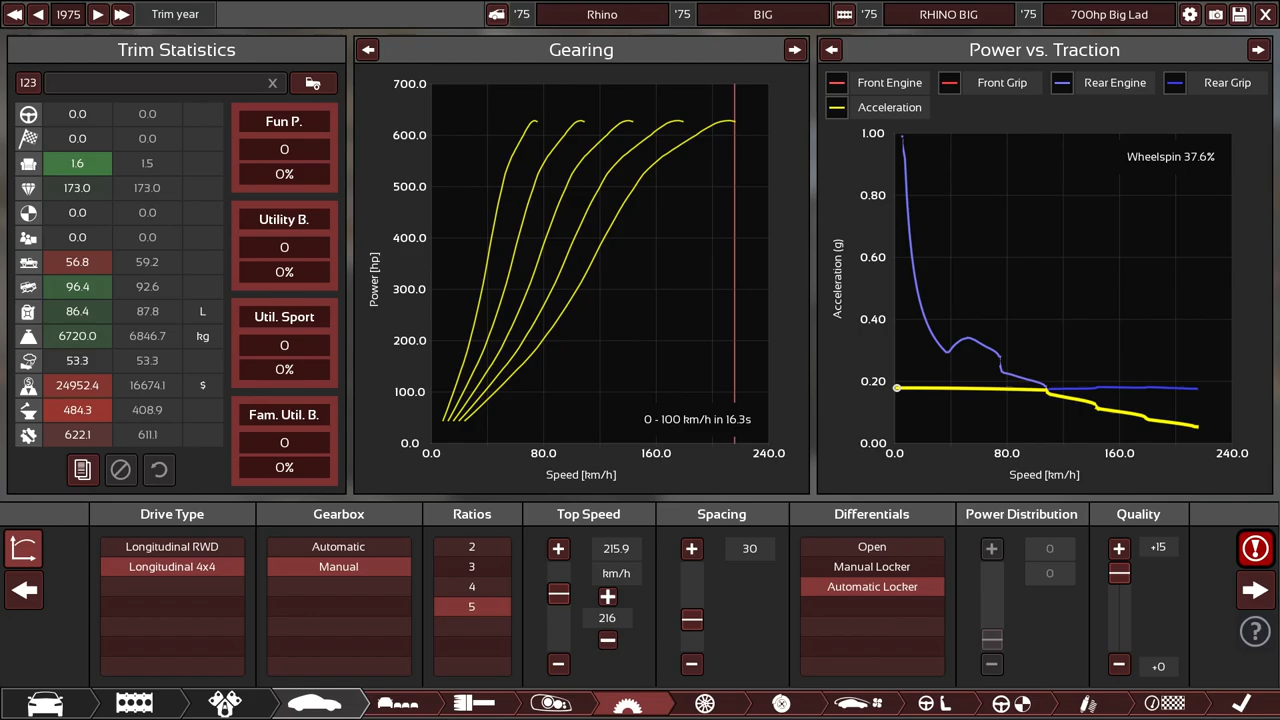 1975 Trim year '75 Rhino '75 BIG '75 RHINO BIG '75 700hp Big Lad
Trim Statistics
123 X
0.0 0.0
0.0 0.0
1.6 1.5
173.0 173.0
0.0 0.0
0.0 0.0
56.8 59.2
96.4 92.6
86.4 87.8 L
6720.0 6846.7 kg
53.3 53.3
24952.4 16674.1 $
484.3 408.9
622.1 611.1
Fun P.
0
0%
Utility B.
0
0%
Util. Sport
0
0%
Fam. Util. B.
0
0%
Gearing
700.0
600.0
500.0
400.0
300.0
200.0
100.0
0.0
Power [hp]
0 - 100 km/h in 16.3s
0.0 80.0 160.0 240.0
Speed [km/h]
Power vs. Traction
Front Engine Front Grip Rear Engine Rear Grip
Acceleration
1.00
0.80
0.60
0.40
0.20
0.00
Acceleration (g)
Wheelspin 37.6%
0.0 80.0 160.0 240.0
Speed [km/h]
Drive Type
Longitudinal RWD
Longitudinal 4x4
Gearbox
Automatic
Manual
Ratios
2
3
4
5
Top Speed
215.9
km/h
216
Spacing
30
Differentials
Open
Manual Locker
Automatic Locker
Power Distribution
0
0
Quality
+15
+0